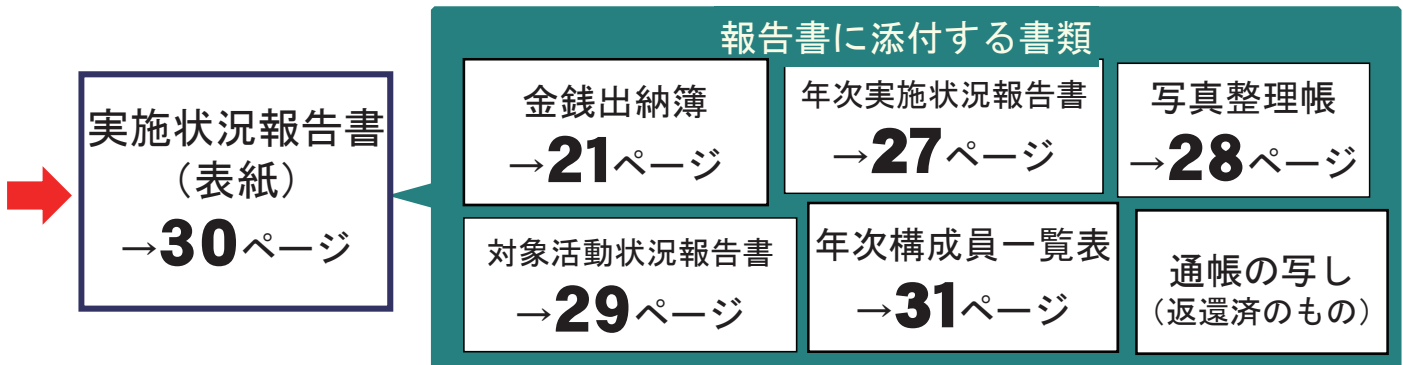 実施状況報告書
（表紙）
→30ページ
報告書に添付する書類
金銭出納簿
→21ページ
年次実施状況報告書
→27ページ
写真整理帳
→28ページ
対象活動状況報告書
→29ページ
年次構成員一覧表
→31ページ
通帳の写し
（返還済のもの）